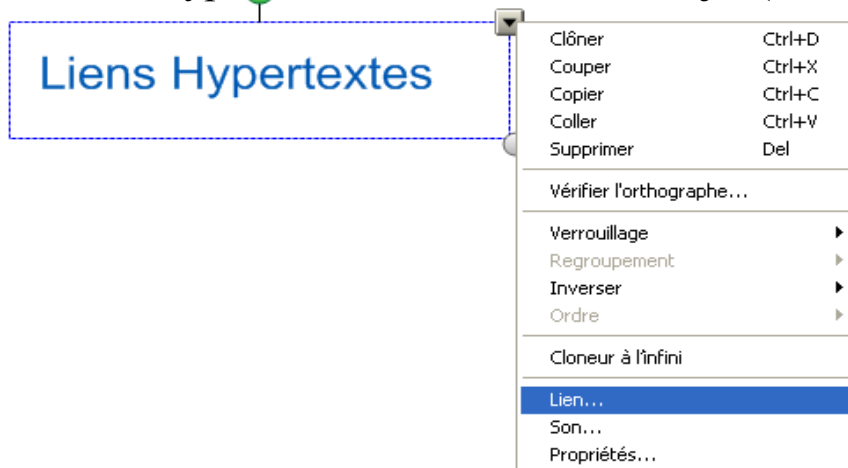 Liens Hypertextes
Clôner Ctrl+D
Couper Ctrl+X
Copier Ctrl+C
Coller Ctrl+V
Supprimer Del
Vérifier l'orthographe...
Verrouillage
Regroupement
Inverser
Ordre
Cloneur à l'infini
Lien...
Son...
Propriétés...